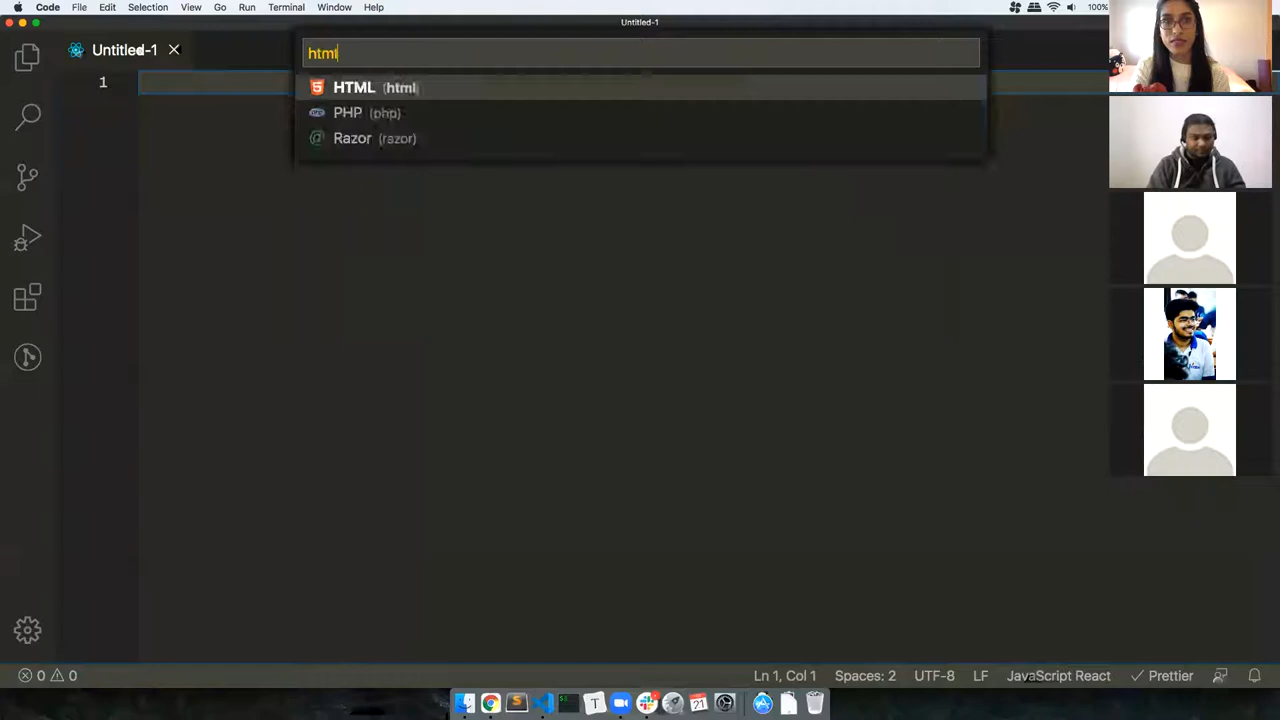 Code File Edit Selection View Go Run Terminal Window Help 100%
Untitled-1
Untitled-1
html
1
HTML (html)
PHP (php)
Razor (razor)
0 0 Ln 1, Col 1 Spaces: 2 UTF-8 LF JavaScript React Prettier
21